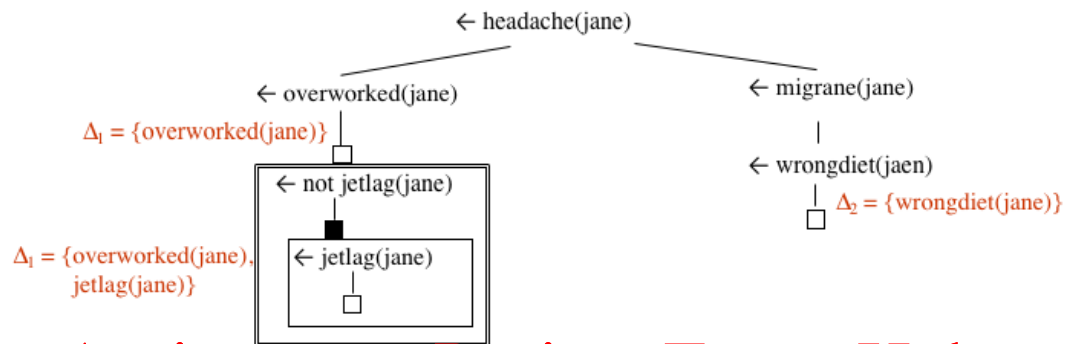 ← headache(jane)
← overworked(jane)
← migrane(jane)
Δ₁ = {overworked(jane)}
← wrongdiet(jaen)
← not jetlag(jane)
Δ₂ = {wrongdiet(jane)}
Δ₁ = {overworked(jane),
jetlag(jane)}
← jetlag(jane)